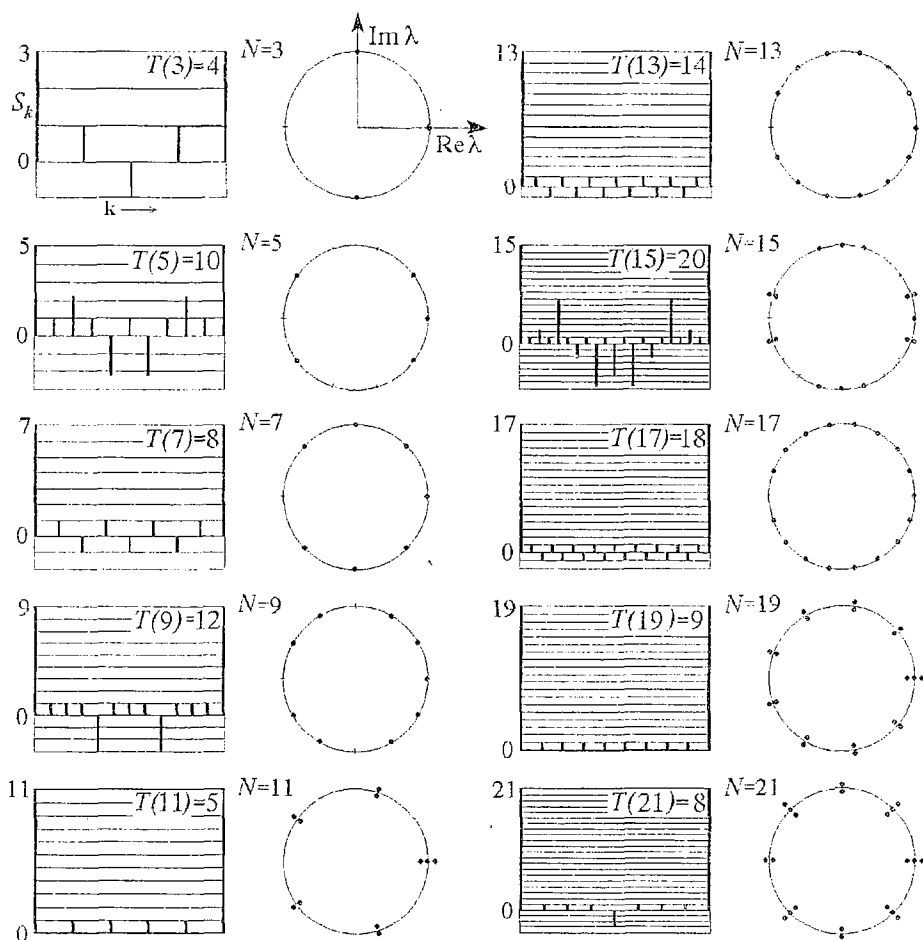 3
T(3)=4
N=3
Im λ
S_k
0
k
Re λ
5
T(5)=10
N=5
0
7
T(7)=8
N=7
0
9
T(9)=12
N=9
0
11
T(11)=5
N=11
0
13
T(13)=14
N=13
0
15
T(15)=20
N=15
0
17
T(17)=18
N=17
0
19
T(19)=9
N=19
0
21
T(21)=8
N=21
0